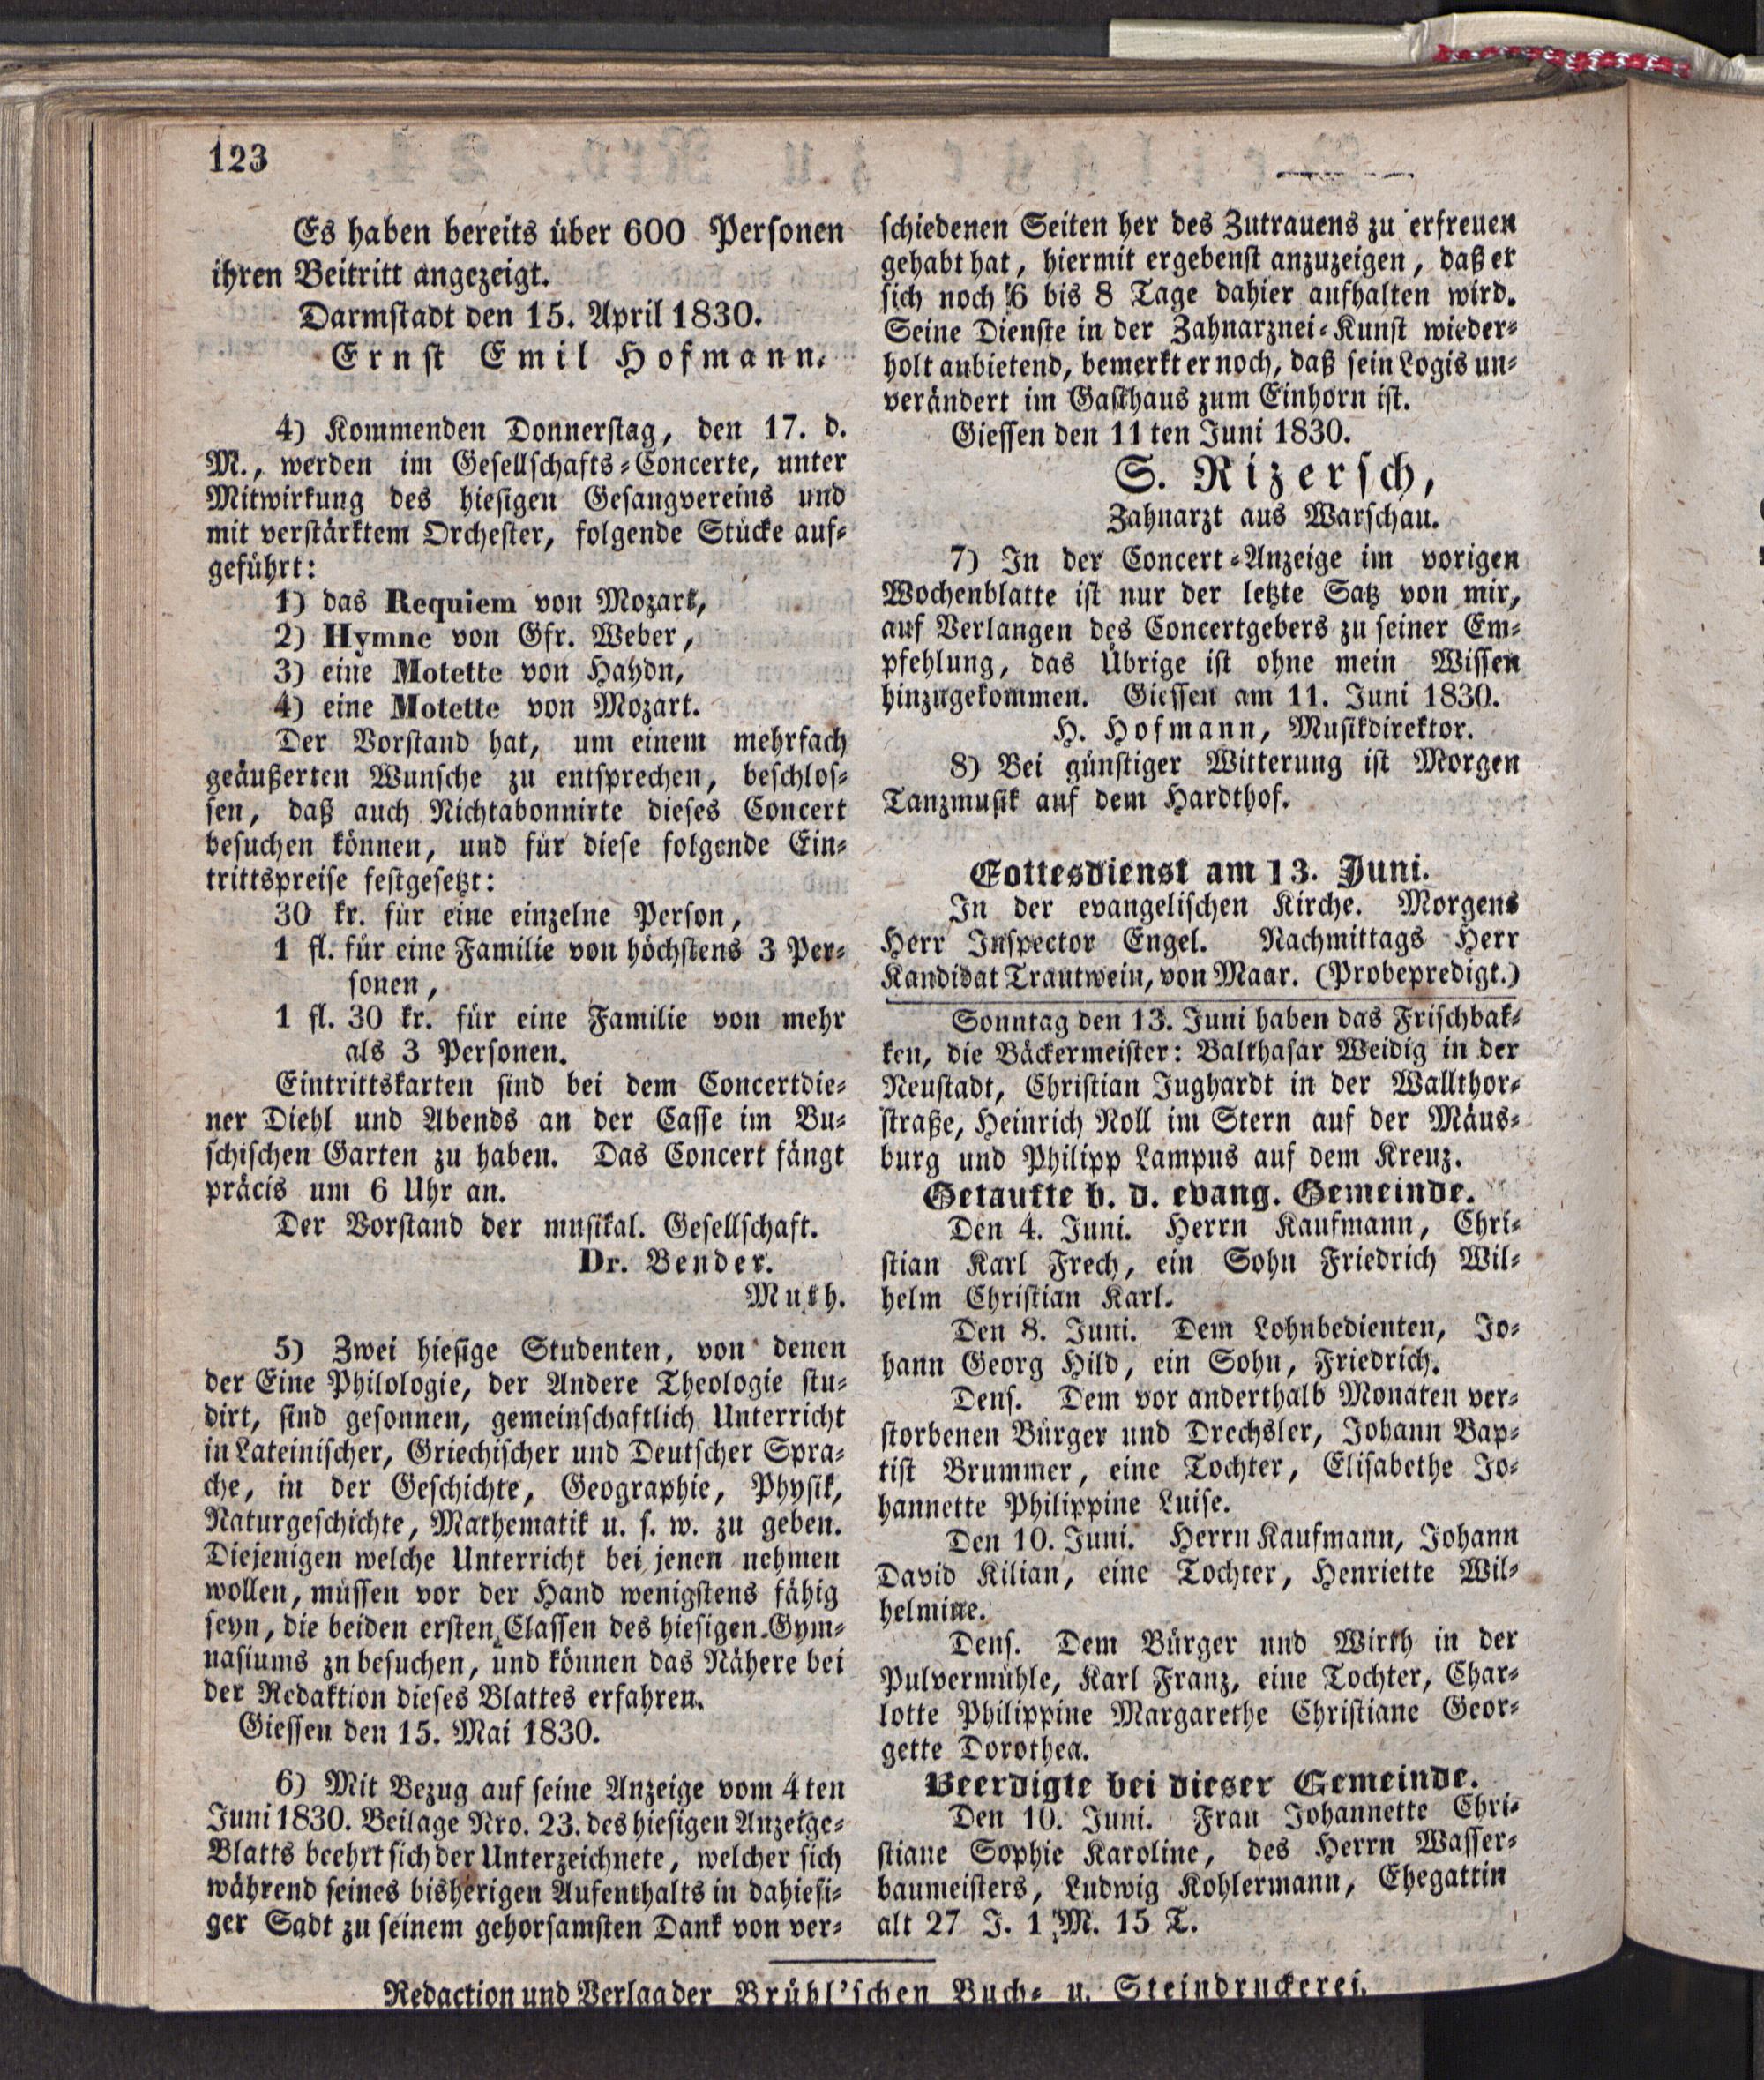 123
Es haben bereits über 600 Personen
ihren Beitritt angezeigt.
Darmstadt den 15. April 1830.
Ernst Emil Hofmann.
4) Kommenden Donnerstag, den 17. d.
M., werden im Gesellschafts-Concerte, unter
Mitwirkung des hiesigen Gesangvereins und
mit verstärktem Orchester, folgende Stücke auf-
geführt:
1) das Requiem von Mozart,
2) Hymne von Gfr. Weber,
3) eine Motette von Haydn,
4) eine Motette von Mozart.
Der Vorstand hat, um einem mehrfach
geäußerten Wunsche zu entsprechen, beschlos-
sen, daß auch Nichtabonnirte dieses Concert
besuchen können, und für diese folgende Ein-
trittspreise festgesetzt:
30 kr. für eine einzelne Person,
1 fl. für eine Familie von höchstens 3 Per-
sonen,
1 fl. 30 kr. für eine Familie von mehr
als 3 Personen.
Eintrittskarten sind bei dem Concertdie-
ner Diehl und Abends an der Casse im Bu-
schischen Garten zu haben. Das Concert fängt
präcis um 6 Uhr an.
Der Vorstand der musikal. Gesellschaft.
Dr. Bender.
Muth.
5) Zwei hiesige Studenten, von denen
der Eine Philologie, der Andere Theologie stu-
dirt, sind gesonnen, gemeinschaftlich Unterricht
in Lateinischer, Griechischer und Deutscher Spra-
che, in der Geschichte, Geographie, Physik,
Naturgeschichte, Mathematik u. s. w. zu geben.
Diejenigen welche Unterricht bei jenen nehmen
wollen, müssen vor der Hand wenigstens fähig
seyn, die beiden ersten Classen des hiesigen Gym-
nasiums zu besuchen, und können das Nähere bei
der Redaktion dieses Blattes erfahren.
Giessen den 15. Mai 1830.
6) Mit Bezug auf seine Anzeige vom 4ten
Juni 1830. Beilage Nro. 23. des hiesigen Anzeige-
Blatts beehrt sich der Unterzeichnete, welcher sich
während seines bisherigen Aufenthalts in dahiesi-
ger Sadt zu seinem gehorsamsten Dank von ver-
schiedenen Seiten her des Zutrauens zu erfreuen
gehabt hat, hiermit ergebenst anzuzeigen, daß er
sich noch 6 bis 8 Tage dahier aufhalten wird.
Seine Dienste in der Zahnarznei-Kunst wieder-
holt anbietend, bemerkt er noch, daß sein Logis un-
verändert im Gasthaus zum Einhorn ist.
Giessen den 11ten Juni 1830.
S. Rizersch,
Zahnarzt aus Warschau.
7) In der Concert-Anzeige im vorigen
Wochenblatte ist nur der letzte Satz von mir,
auf Verlangen des Concertgebers zu seiner Em-
pfehlung, das Übrige ist ohne mein Wissen
hinzugekommen. Giessen am 11. Juni 1830.
H. Hofmann, Musikdirektor.
8) Bei günstiger Witterung ist Morgen
Tanzmusik auf dem Hardthof.
Gottesdienst am 13. Juni.
In der evangelischen Kirche. Morgens
Herr Inspector Engel. Nachmittags Herr
Kandidat Trautwein, von Maar. (Probepredigt.)
Sonntag den 13. Juni haben das Frischbak-
ken, die Bäckermeister: Balthasar Weidig in der
Neustadt, Christian Jughardt in der Wallthor-
straße, Heinrich Noll im Stern auf der Mäus-
burg und Philipp Lampus auf dem Kreuz.
Getaufte b. d. evang. Gemeinde.
Den 4. Juni. Herrn Kaufmann, Chri-
stian Karl Frech, ein Sohn Friedrich Wil-
helm Christian Karl.
Den 8. Juni. Dem Lohnbedienten, Jo-
hann Georg Hild, ein Sohn, Friedrich.
Dens. Dem vor anderthalb Monaten ver-
storbenen Bürger und Drechsler, Johann Bap-
tist Brummer, eine Tochter, Elisabethe Jo-
hannette Philippine Luise.
Den 10. Juni. Herrn Kaufmann, Johann
David Kilian, eine Tochter, Henriette Wil-
helmine.
Dens. Dem Bürger und Wirth in der
Pulvermühle, Karl Franz, eine Tochter, Char-
lotte Philippine Margarethe Christiane Geor-
gette Dorothea.
Beerdigte bei dieser Gemeinde.
Den 10. Juni. Frau Johannette Chri-
stiane Sophie Karoline, des Herrn Wasser-
baumeisters, Ludwig Kohlermann, Ehegattin
alt 27 J. 1 M. 15 T.
Redaction und Verlag der Brühl'schen Buch- u. Steindruckerei.